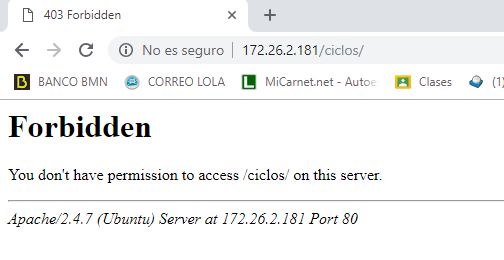 403 Forbidden
No es seguro 172.26.2.181/ciclos/
BANCO BMN CORREO LOLA MiCarnet.net - Autoe Clases (1)
Forbidden
You don't have permission to access /ciclos/ on this server.
Apache/2.4.7 (Ubuntu) Server at 172.26.2.181 Port 80